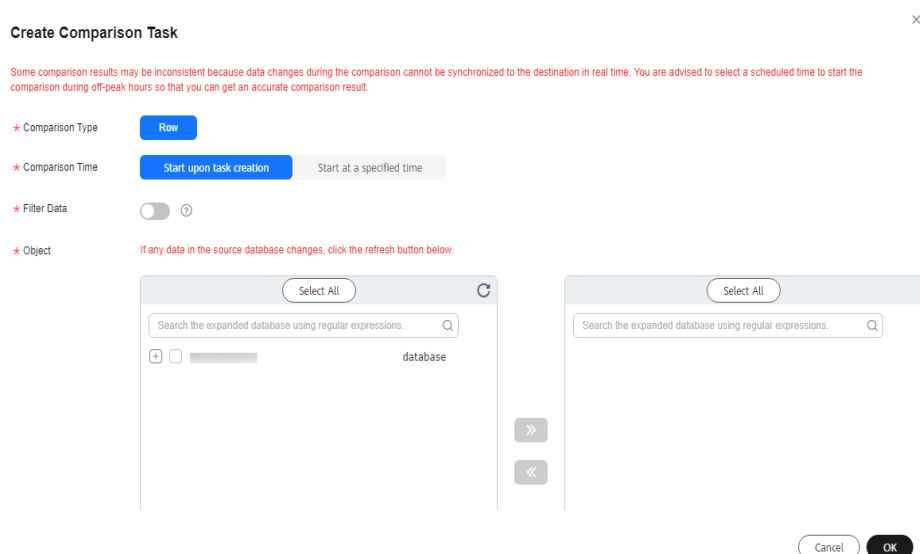 Create Comparison Task
Some comparison results may be inconsistent because data changes during the comparison cannot be synchronized to the destination in real time. You are advised to select a scheduled time to start the
comparison during off-peak hours so that you can get an accurate comparison result.
* Comparison Type
Row
* Comparison Time
Start upon task creation
Start at a specified time
* Filter Data
* Object
If any data in the source database changes, click the refresh button below.
Select All
Select All
Search the expanded database using regular expressions.
Search the expanded database using regular expressions.
database
Cancel
OK